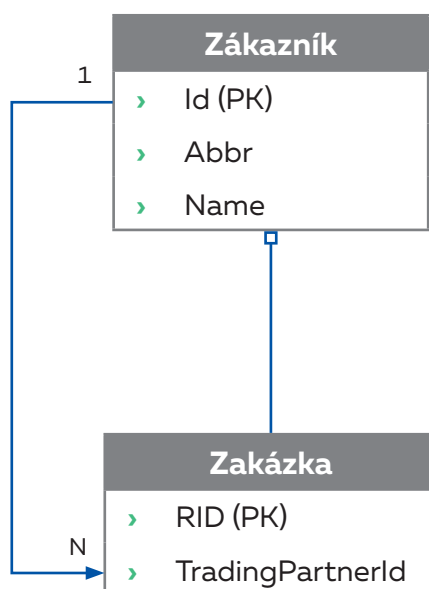 Zákazník
1
› Id (PK)
› Abbr
› Name
Zakázka
› RID (PK)
N
› TradingPartnerId